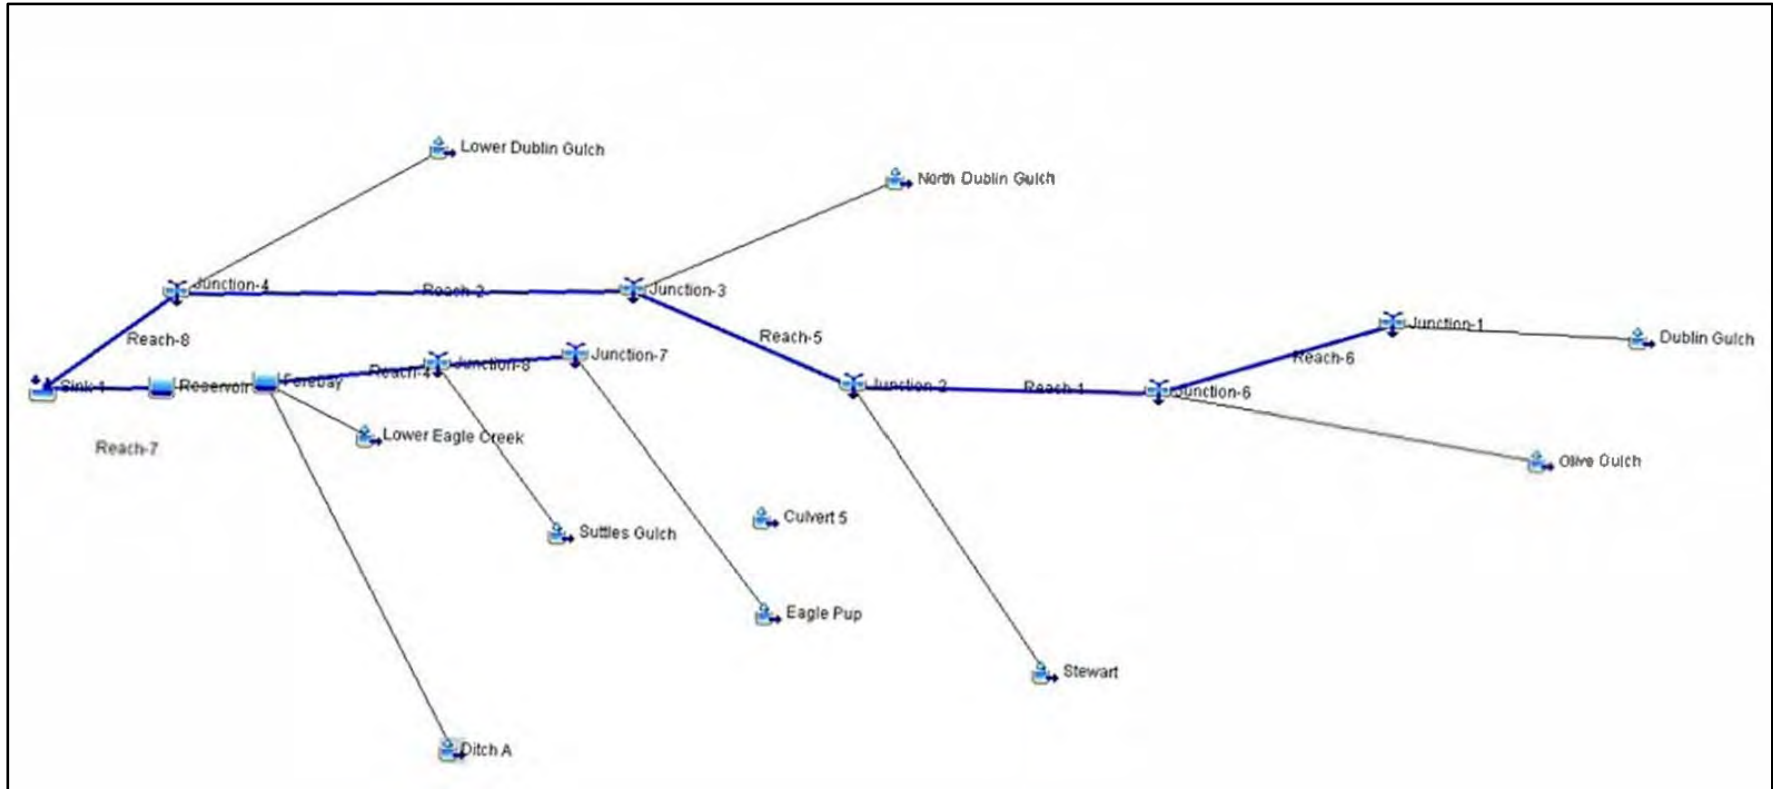 Lower Dublin Gulch
North Dublin Gulch
Junction-4
Reach-2
Junction-3
Junction-1
Dublin Gulch
Reach-8
Reach-5
Junction-7
Reach-6
Reach-4
Junction-8
Sink-1
Reservoir
Forebay
Junction-2
Reach-1
Junction-6
Lower Eagle Creek
Reach-7
Olive Gulch
Culvert 5
Suttles Gulch
Eagle Pup
Stewart
Ditch A